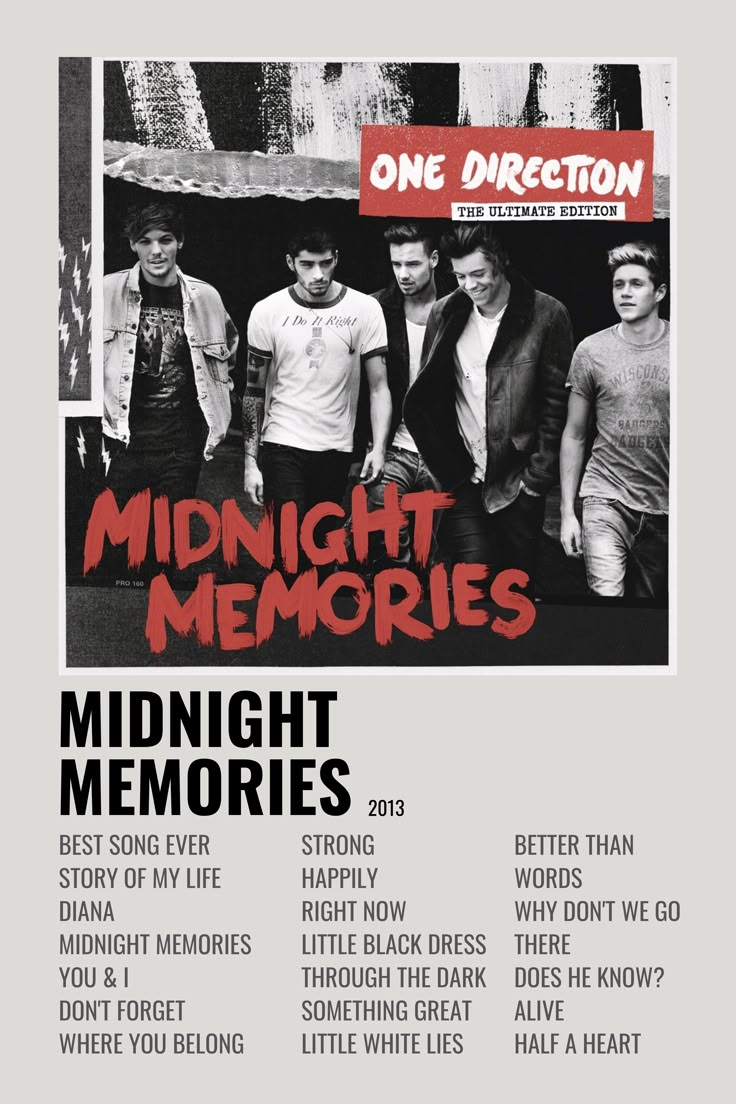 ONE DIRECTION
THE ULTIMATE EDITION
I Do It Right
WISCONSIN
BADGERS
BADGER
MIDNIGHT
MEMORIES
PRO 160
MIDNIGHT
MEMORIES 2013
BEST SONG EVER
STORY OF MY LIFE
DIANA
MIDNIGHT MEMORIES
YOU & I
DON'T FORGET
WHERE YOU BELONG
STRONG
HAPPILY
RIGHT NOW
LITTLE BLACK DRESS
THROUGH THE DARK
SOMETHING GREAT
LITTLE WHITE LIES
BETTER THAN
WORDS
WHY DON'T WE GO
THERE
DOES HE KNOW?
ALIVE
HALF A HEART